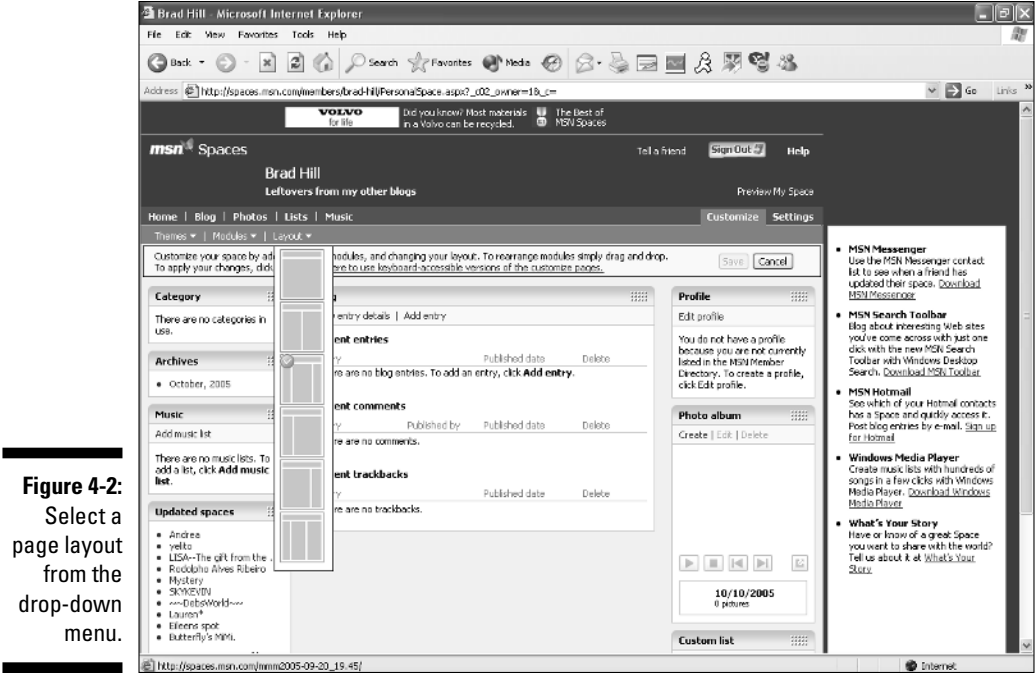 Brad Hill - Microsoft Internet Explorer
File Edit View Favorites Tools Help
Back Search Favorites Media
Address http://spaces.msn.com/members/brad-hill/PersonalSpace.aspx?_c02_owner=1&_c= Go Links »
VOLVO
for life
Did you know? Most materials
in a Volvo can be recycled.
The Best of
MSN Spaces
msn Spaces
Tell a friend Sign Out Help
Brad Hill
Leftovers from my other blogs
Preview My Space
Home | Blog | Photos | Lists | Music
Customize Settings
Themes | Modules | Layout
Customize your space by ad odules, and changing your layout. To rearrange modules simply drag and drop.
To apply your changes, click ere to use keyboard-accessible versions of the customize pages.
Save Cancel
Category
There are no categories in
use.
Archives
• October, 2005
Music
Add music list
There are no music lists. To
add a list, click Add music
list.
Updated spaces
• Andrea
• yelito
• LISA--The gift from the .
• Rodolpho Alves Ribeiro
• Mystery
• SKYKEVIN
• ~~~DebsWorld~~~
• Lauren*
• Eileens spot
• Butterfly's MiMi.
g
entry details | Add entry
ent entries
ry Published date Delete
re are no blog entries. To add an entry, click Add entry.
ent comments
ry Published by Published date Delete
re are no comments.
ent trackbacks
ry Published date Delete
re are no trackbacks.
Profile
Edit profile
You do not have a profile
because you are not currently
listed in the MSN Member
Directory. To create a profile,
click Edit profile.
Photo album
Create | Edit | Delete
10/10/2005
0 pictures
Custom list
• MSN Messenger
Use the MSN Messenger contact
list to see when a friend has
updated their space. Download
MSN Messenger
• MSN Search Toolbar
Blog about interesting Web sites
you've come across with just one
click with the new MSN Search
Toolbar with Windows Desktop
Search. Download MSN Toolbar
• MSN Hotmail
See which of your Hotmail contacts
has a Space and quickly access it.
Post blog entries by e-mail. Sign up
for Hotmail
• Windows Media Player
Create music lists with hundreds of
songs in a few clicks with Windows
Media Player. Download Windows
Media Player
• What's Your Story
Have or know of a great Space
you want to share with the world?
Tell us about it at What's Your
Story
http://spaces.msn.com/mmm2005-09-20_19.45/
Internet
Figure 4-2:
Select a
page layout
from the
drop-down
menu.